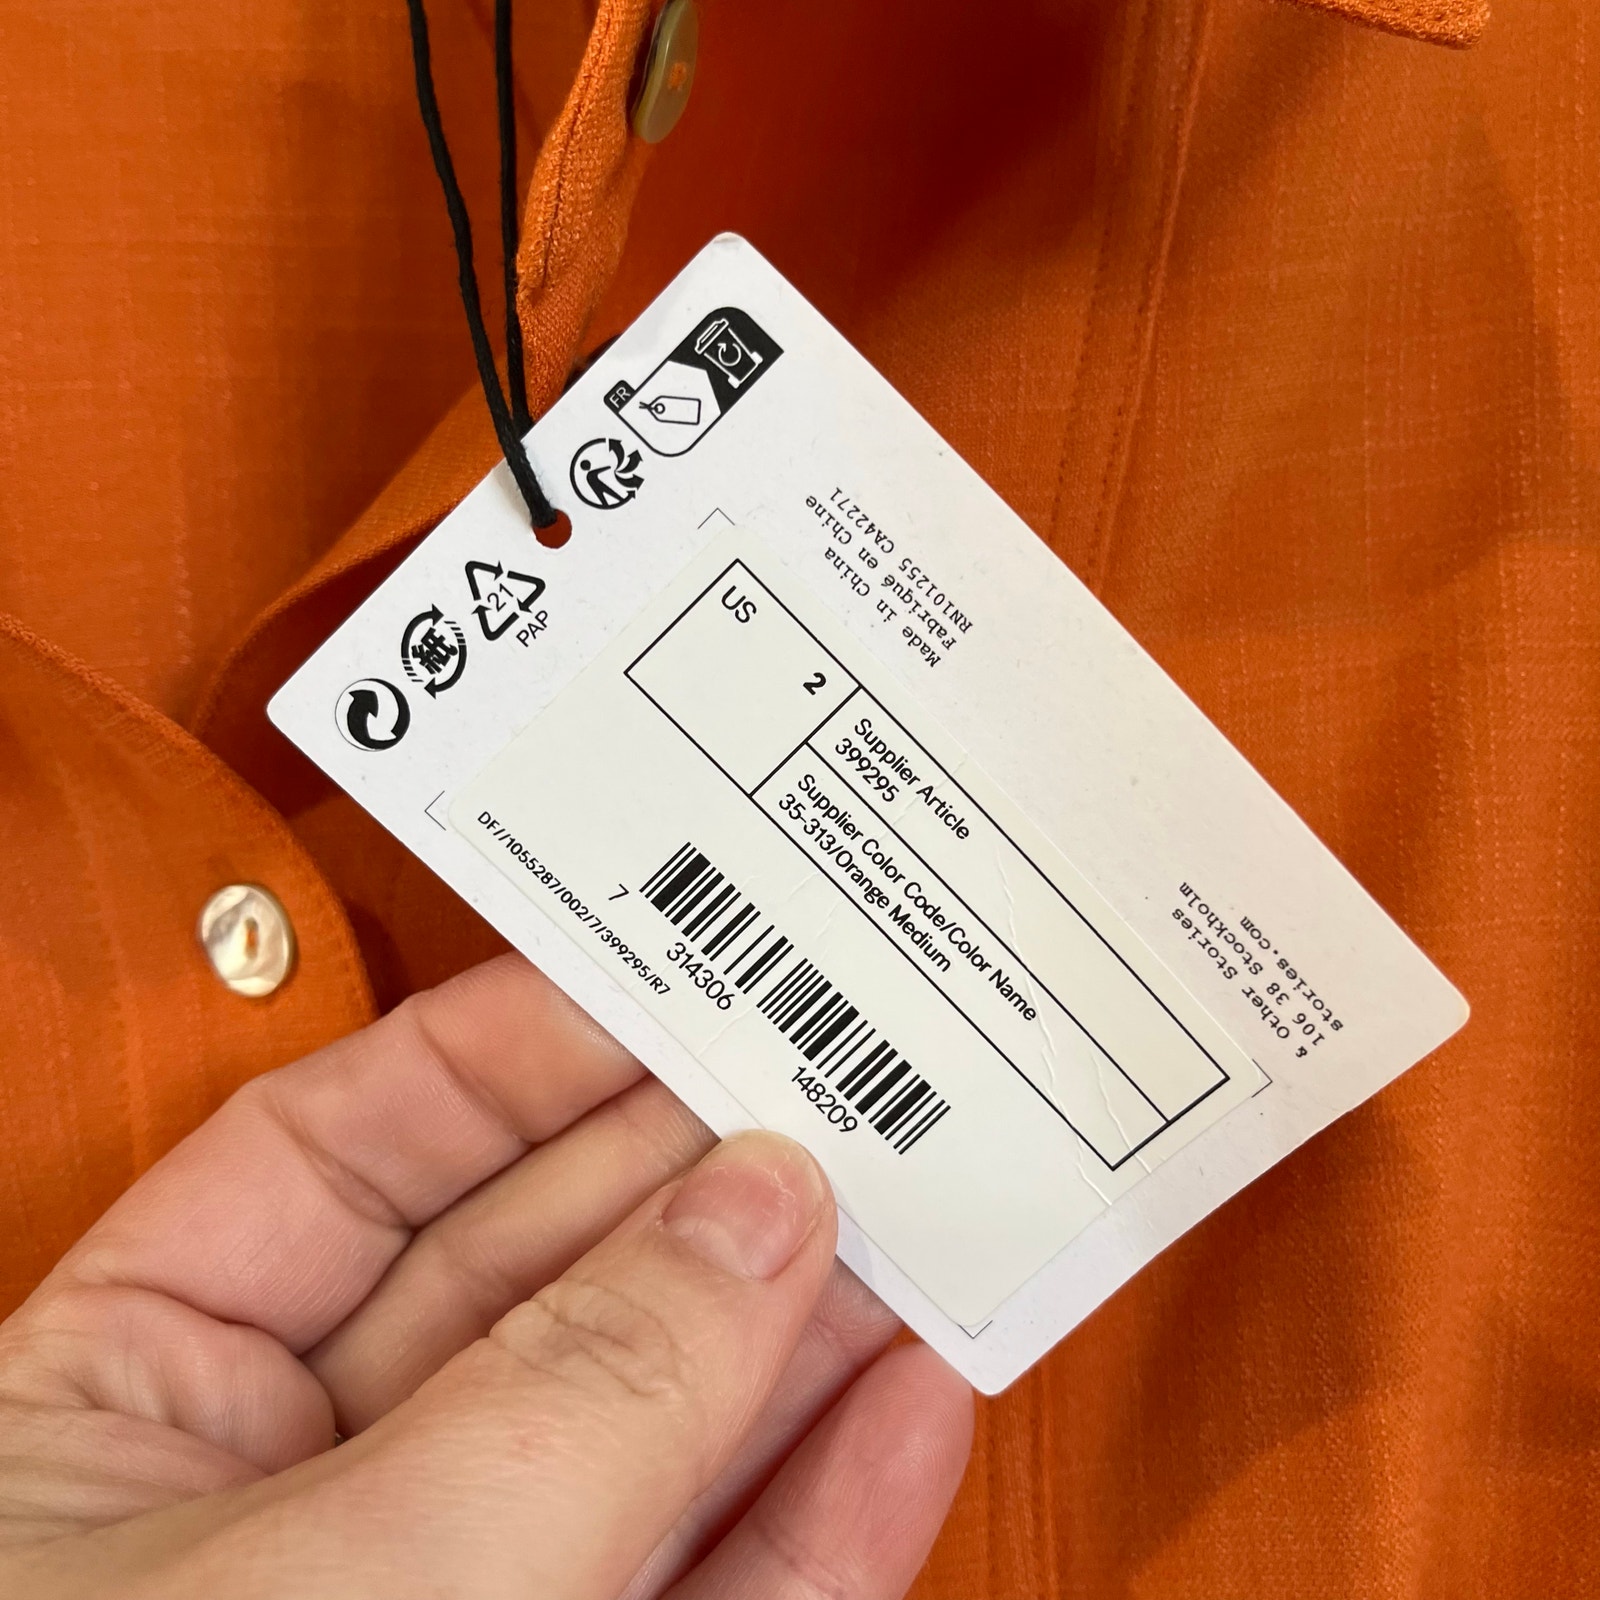 FR
21
PAP
紙
Made in China
Fabriqué en Chine
RN101255 CA42271
US
2
Supplier Article
399295
Supplier Color Code/Color Name
35-313/Orange Medium
7 314306 148209
DF//1055287/002/7/399295/R7
& Other Stories
106 38 Stockholm
stories.com